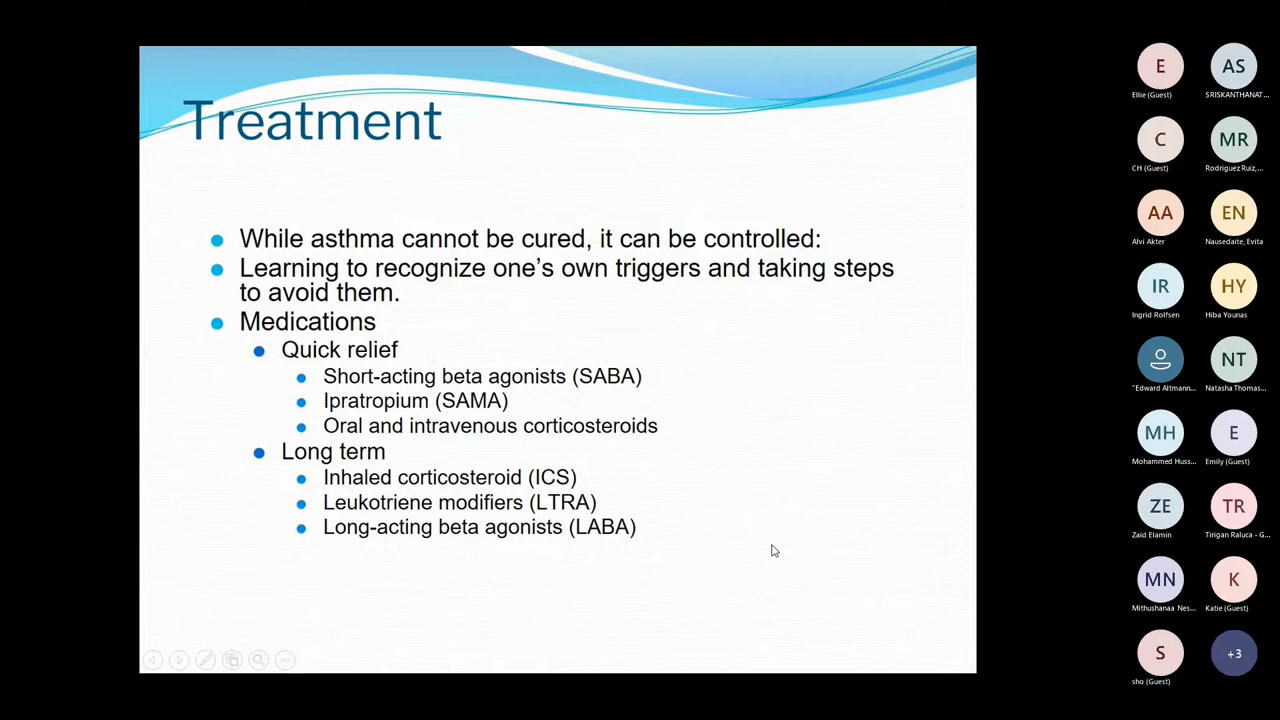 Treatment
While asthma cannot be cured, it can be controlled:
Learning to recognize one’s own triggers and taking steps
to avoid them.
Medications
Quick relief
Short-acting beta agonists (SABA)
Ipratropium (SAMA)
Oral and intravenous corticosteroids
Long term
Inhaled corticosteroid (ICS)
Leukotriene modifiers (LTRA)
Long-acting beta agonists (LABA)
E
Ellie (Guest)
AS
SRISKANTHANAT...
C
CH (Guest)
MR
Rodriguez Ruiz,...
AA
Alvi Akter
EN
Nausedaite, Evita
IR
Ingrid Rolfsen
HY
Hiba Younas
"Edward Altmann...
NT
Natasha Thomas...
MH
Mohammed Huss...
E
Emily (Guest)
ZE
Zaid Elamin
TR
Tirigan Raluca - G...
MN
Mithushanaa Nes...
K
Katie (Guest)
S
sho (Guest)
+3